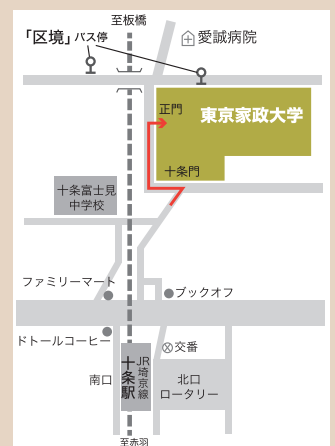 至板橋
「区境」バス停
愛誠病院
正門
東京家政大学
十条門
十条富士見
中学校
ファミリーマート
ブックオフ
ドトールコーヒー
交番
南口
十条駅
JR埼京線
北口
ロータリー
至赤羽